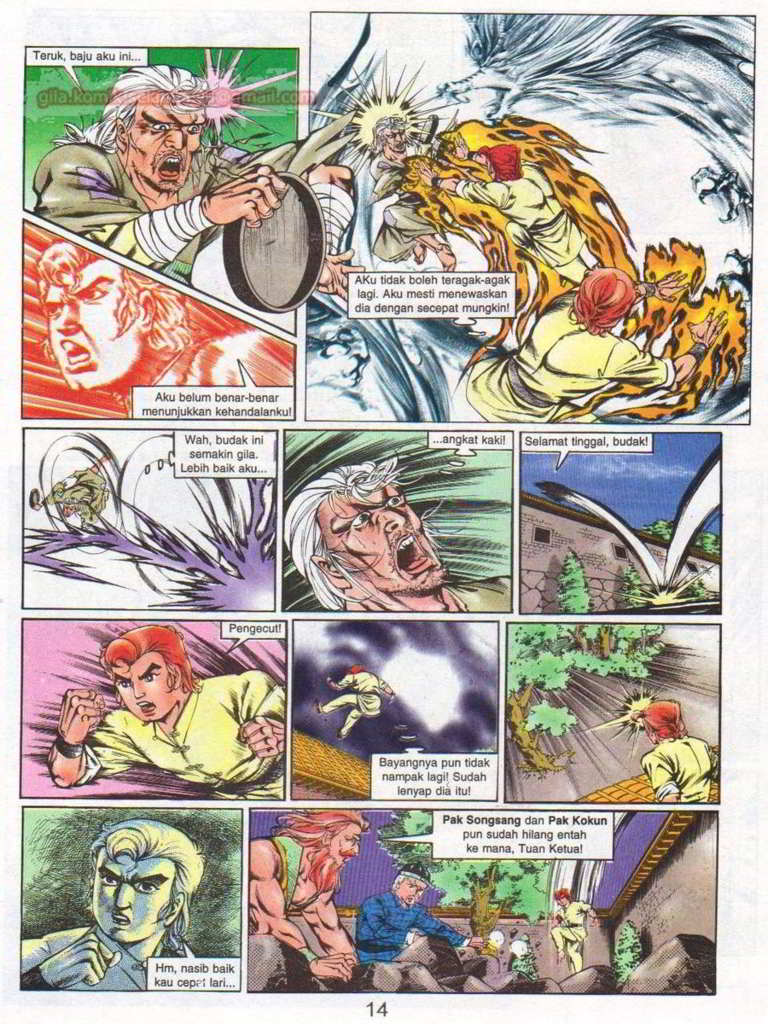 Teruk, baju aku ini...
AKu tidak boleh teragak-agak
lagi. Aku mesti menewaskan
dia dengan secepat mungkin!
Aku belum benar-benar
menunjukkan kehandalanku!
Wah, budak ini
semakin gila.
Lebih baik aku...
...angkat kaki!
Selamat tinggal, budak!
Pengecut!
Bayangnya pun tidak
nampak lagi! Sudah
lenyap dia itu!
Hm, nasib baik
kau cepat lari...
Pak Songsang dan Pak Kokun
pun sudah hilang entah
ke mana, Tuan Ketua!
14